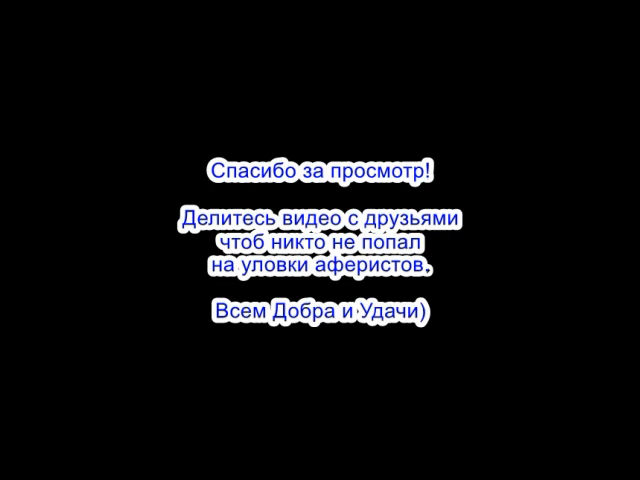 Спасибо за просмотр!
Делитесь видео с друзьями
чтоб никто не попал
на уловки аферистов.
Всем Добра и Удачи)